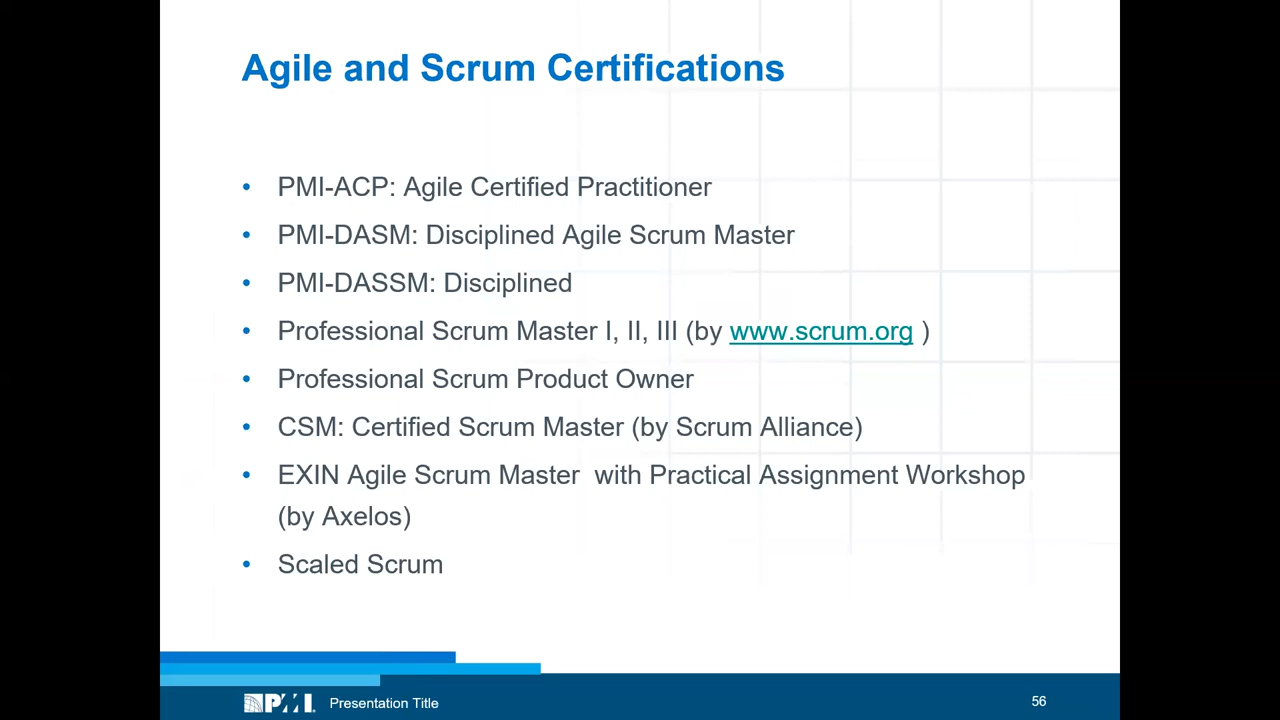 Agile and Scrum Certifications
• PMI-ACP: Agile Certified Practitioner
• PMI-DASM: Disciplined Agile Scrum Master
• PMI-DASSM: Disciplined
• Professional Scrum Master I, II, III (by www.scrum.org )
• Professional Scrum Product Owner
• CSM: Certified Scrum Master (by Scrum Alliance)
• EXIN Agile Scrum Master  with Practical Assignment Workshop
(by Axelos)
• Scaled Scrum
PMI. Presentation Title
56